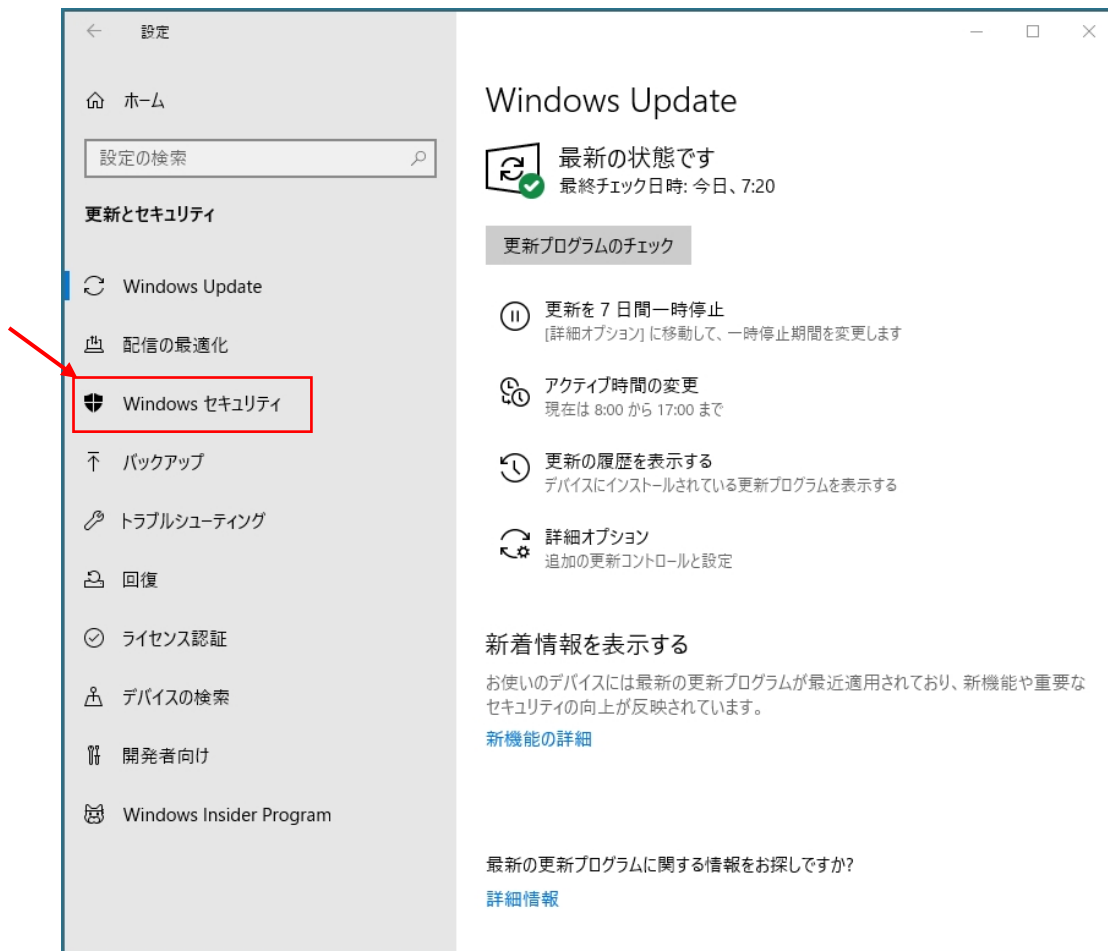 設定
ホーム
設定の検索
更新とセキュリティ
Windows Update
配信の最適化
Windows セキュリティ
バックアップ
トラブルシューティング
回復
ライセンス認証
デバイスの検索
開発者向け
Windows Insider Program
Windows Update
最新の状態です
最終チェック日時: 今日、7:20
更新プログラムのチェック
更新を 7 日間一時停止
[詳細オプション] に移動して、一時停止期間を変更します
アクティブ時間の変更
現在は 8:00 から 17:00 まで
更新の履歴を表示する
デバイスにインストールされている更新プログラムを表示する
詳細オプション
追加の更新コントロールと設定
新着情報を表示する
お使いのデバイスには最新の更新プログラムが最近適用されており、新機能や重要な
セキュリティの向上が反映されています。
新機能の詳細
最新の更新プログラムに関する情報をお探しですか?
詳細情報